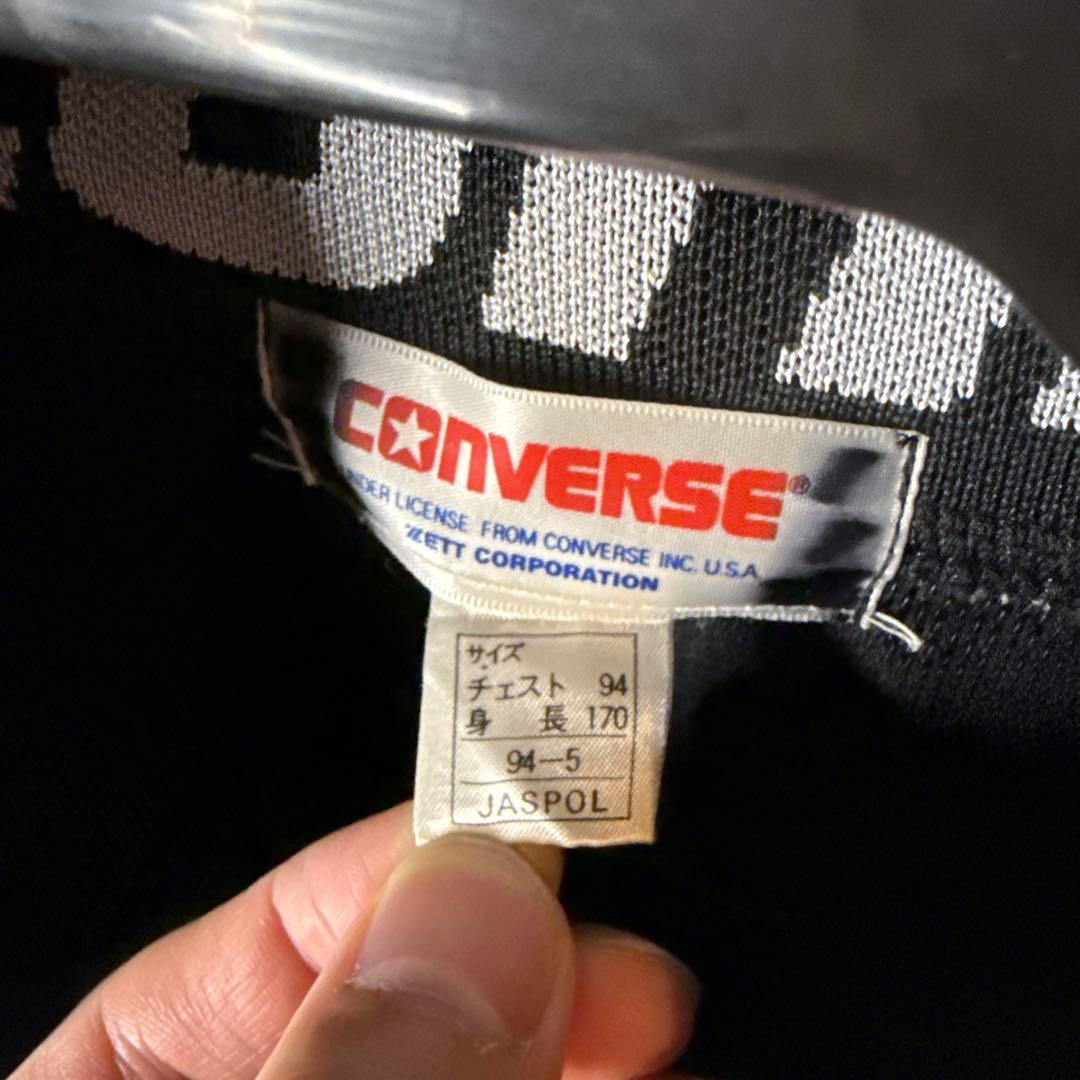 CONVERSE®
UNDER LICENSE FROM CONVERSE INC. U.S.A.
ZETT CORPORATION
サイズ
チェスト 94
身 長 170
94-5
JASPOL